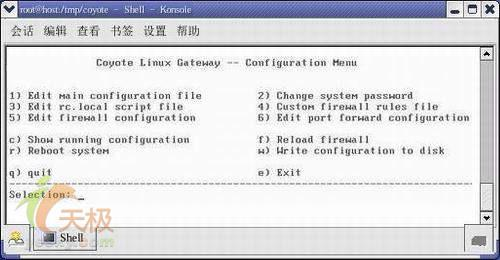 root@host:/tmp/coyote - Shell - Konsole
会话 编辑 查看 书签 设置 帮助
Coyote Linux Gateway -- Configuration Menu
1) Edit main configuration file 2) Change system password
3) Edit rc.local script file 4) Custom firewall rules file
5) Edit firewall configuration 6) Edit port forward configuration
c) Show running configuration f) Reload firewall
r) Reboot system w) Write configuration to disk
q) quit e) Exit
Selection: _
天极
Shell